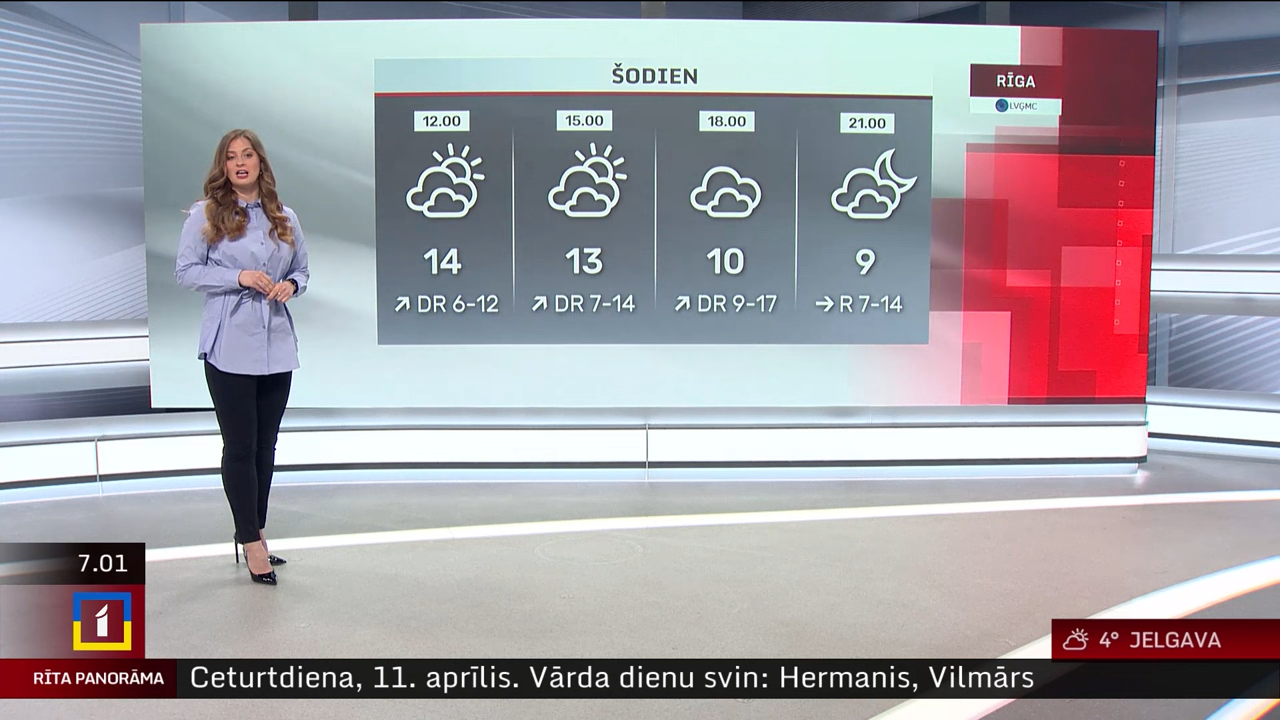 ŠODIEN
RĪGA
LVĢMC
12.00
15.00
18.00
21.00
14
13
10
9
DR 6-12
DR 7-14
DR 9-17
R 7-14
7.01
1
4° JELGAVA
RĪTA PANORĀMA
Ceturtdiena, 11. aprīlis. Vārda dienu svin: Hermanis, Vilmārs